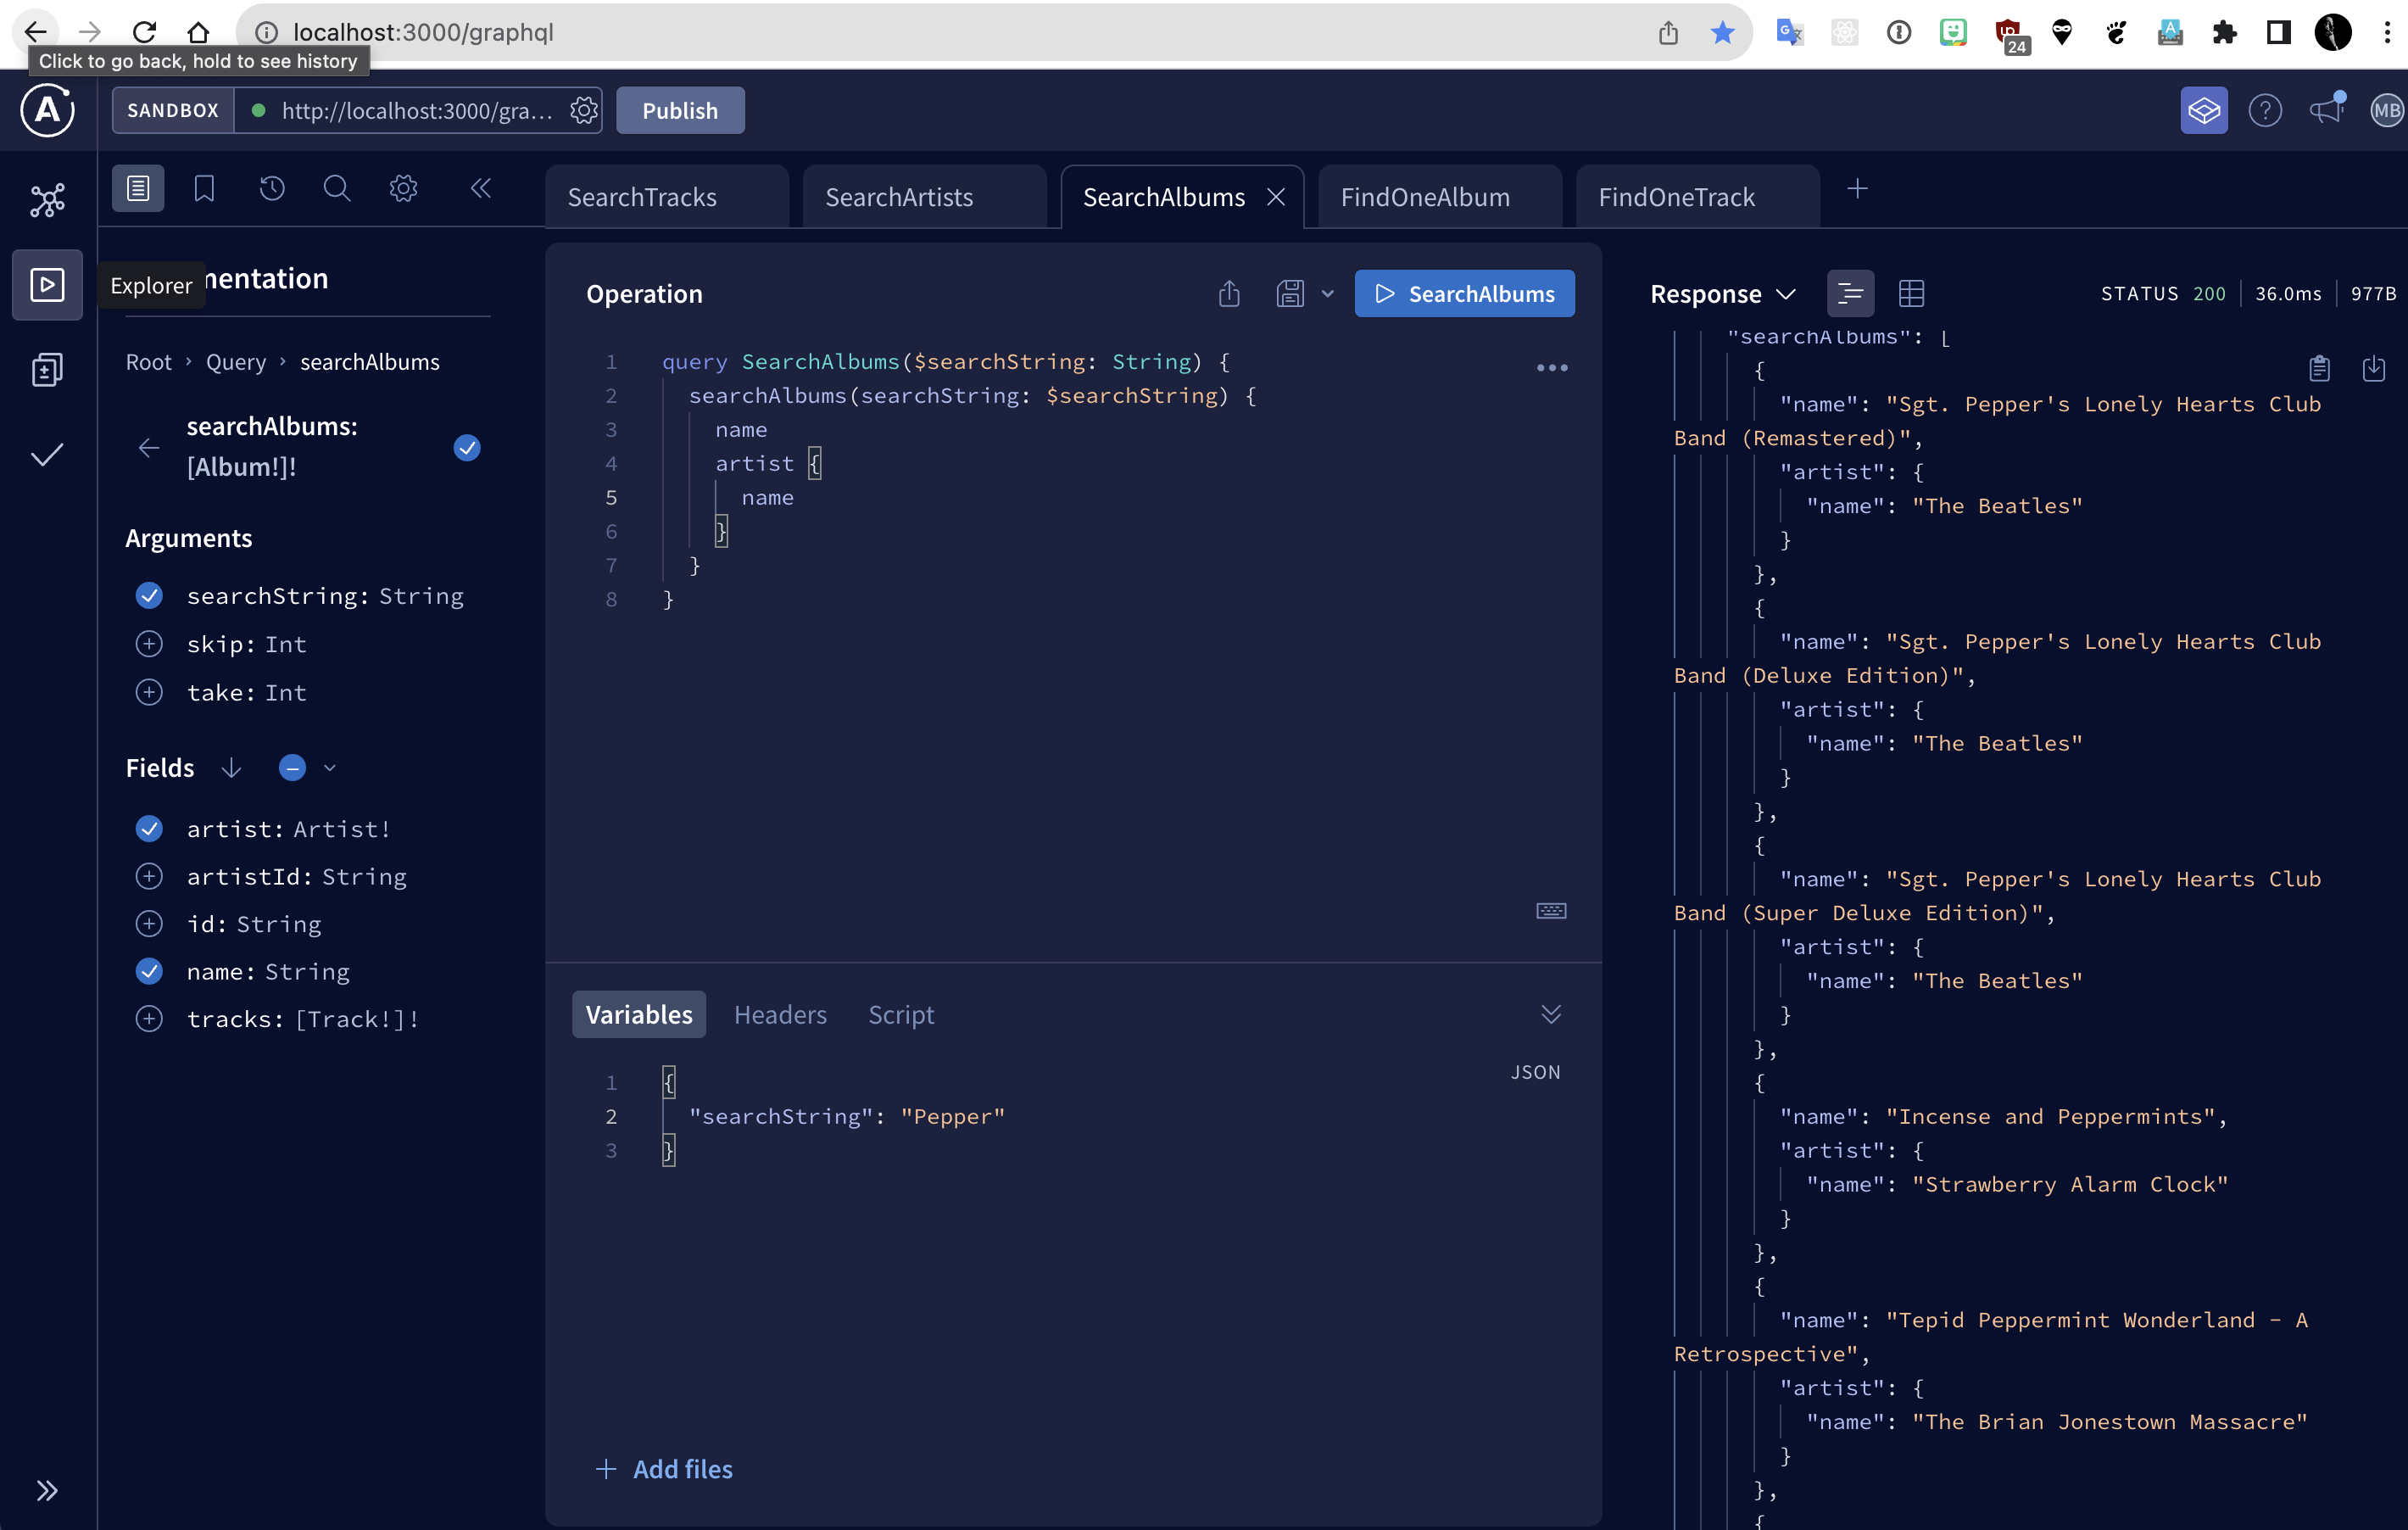 localhost:3000/graphql
24
Click to go back, hold to see history
A
SANDBOX
http://localhost:3000/gra...
Publish
?
MB
SearchTracks
SearchArtists
SearchAlbums
FindOneAlbum
FindOneTrack
Explorer
mentation
Root › Query › searchAlbums
searchAlbums:
[Album!]!
Arguments
searchString: String
skip: Int
take: Int
Fields
artist: Artist!
artistId: String
id: String
name: String
tracks: [Track!]!
Operation
SearchAlbums
1 query SearchAlbums($searchString: String) {
2 searchAlbums(searchString: $searchString) {
3 name
4 artist {
5 name
6 }
7 }
8 }
Variables
Headers
Script
JSON
1 {
2 "searchString": "Pepper"
3 }
Add files
Response
STATUS 200
36.0ms
977B
"searchAlbums": [
{
"name": "Sgt. Pepper's Lonely Hearts Club
Band (Remastered)",
"artist": {
"name": "The Beatles"
}
},
{
"name": "Sgt. Pepper's Lonely Hearts Club
Band (Deluxe Edition)",
"artist": {
"name": "The Beatles"
}
},
{
"name": "Sgt. Pepper's Lonely Hearts Club
Band (Super Deluxe Edition)",
"artist": {
"name": "The Beatles"
}
},
{
"name": "Incense and Peppermints",
"artist": {
"name": "Strawberry Alarm Clock"
}
},
{
"name": "Tepid Peppermint Wonderland - A
Retrospective",
"artist": {
"name": "The Brian Jonestown Massacre"
}
},
{